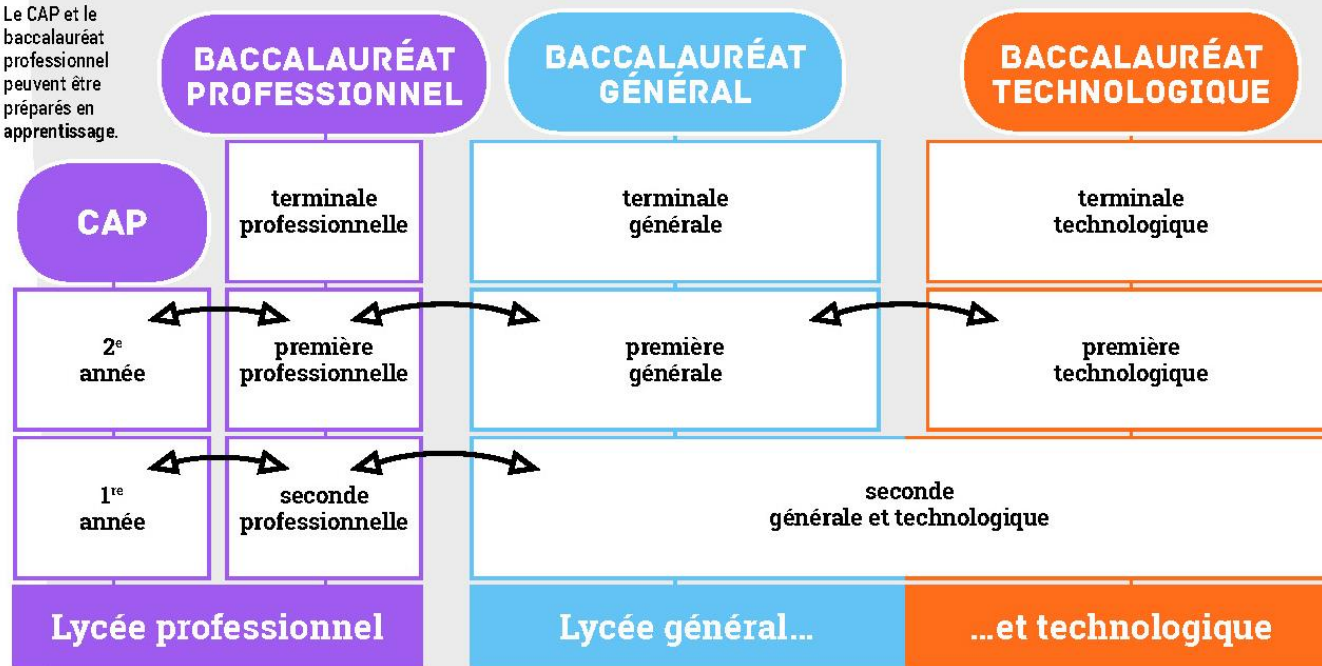 Le CAP et le
baccalauréat
professionnel
peuvent être
préparés en
apprentissage.
BACCALAURÉAT
PROFESSIONNEL
BACCALAURÉAT
GÉNÉRAL
BACCALAURÉAT
TECHNOLOGIQUE
CAP
terminale
professionnelle
terminale
générale
terminale
technologique
2e
année
première
professionnelle
première
générale
première
technologique
1re
année
seconde
professionnelle
seconde
générale et technologique
Lycée professionnel
Lycée général...
...et technologique